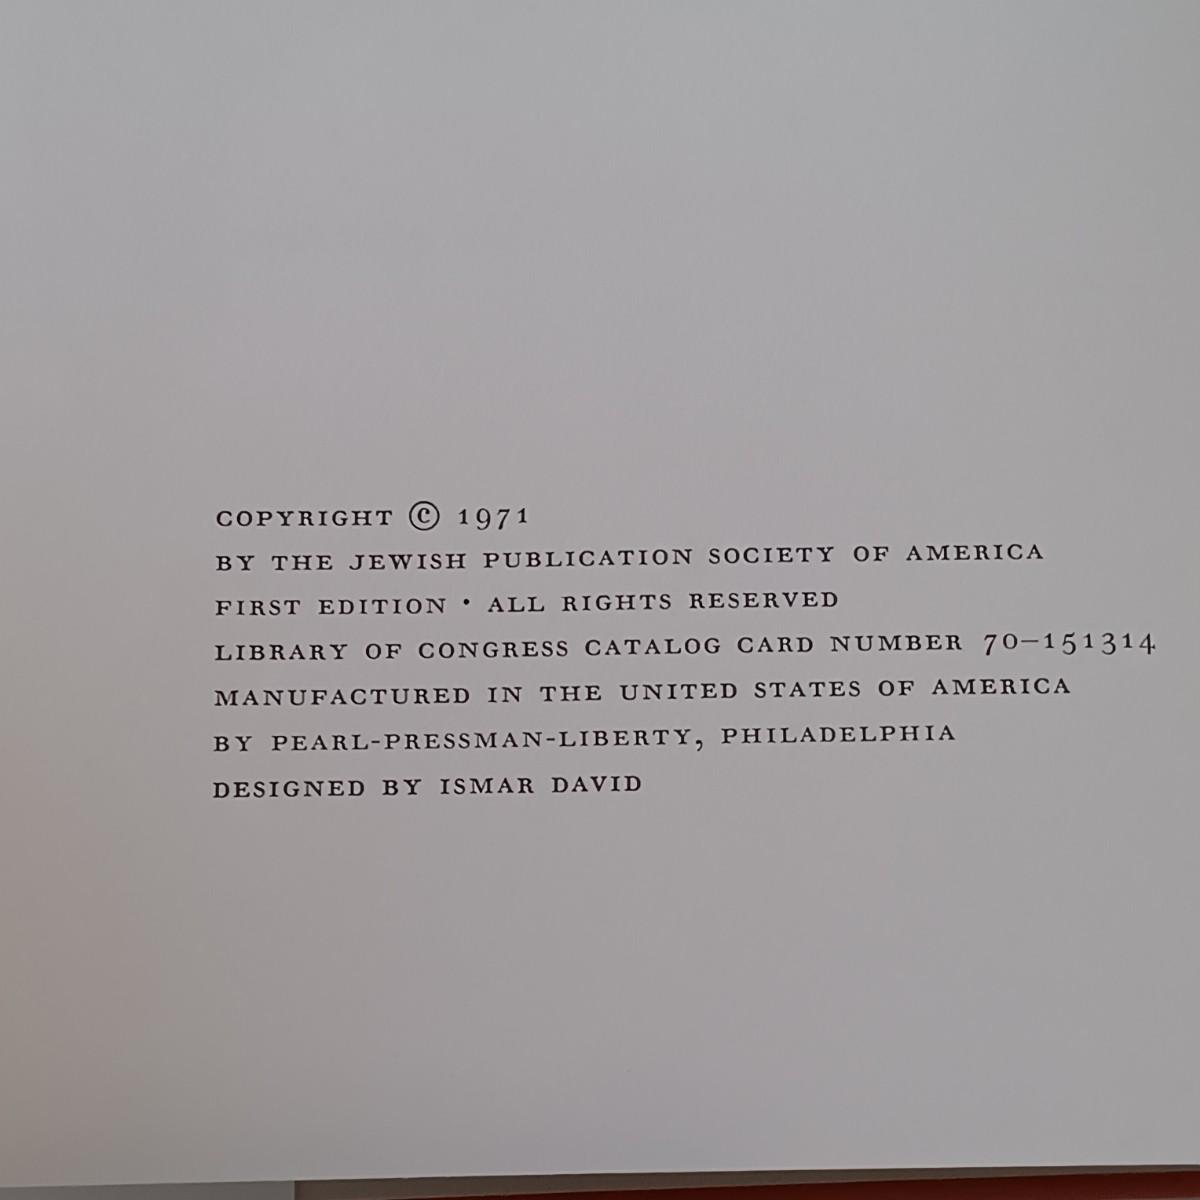 COPYRIGHT © 1971
BY THE JEWISH PUBLICATION SOCIETY OF AMERICA
FIRST EDITION · ALL RIGHTS RESERVED
LIBRARY OF CONGRESS CATALOG CARD NUMBER 70–151314
MANUFACTURED IN THE UNITED STATES OF AMERICA
BY PEARL-PRESSMAN-LIBERTY, PHILADELPHIA
DESIGNED BY ISMAR DAVID